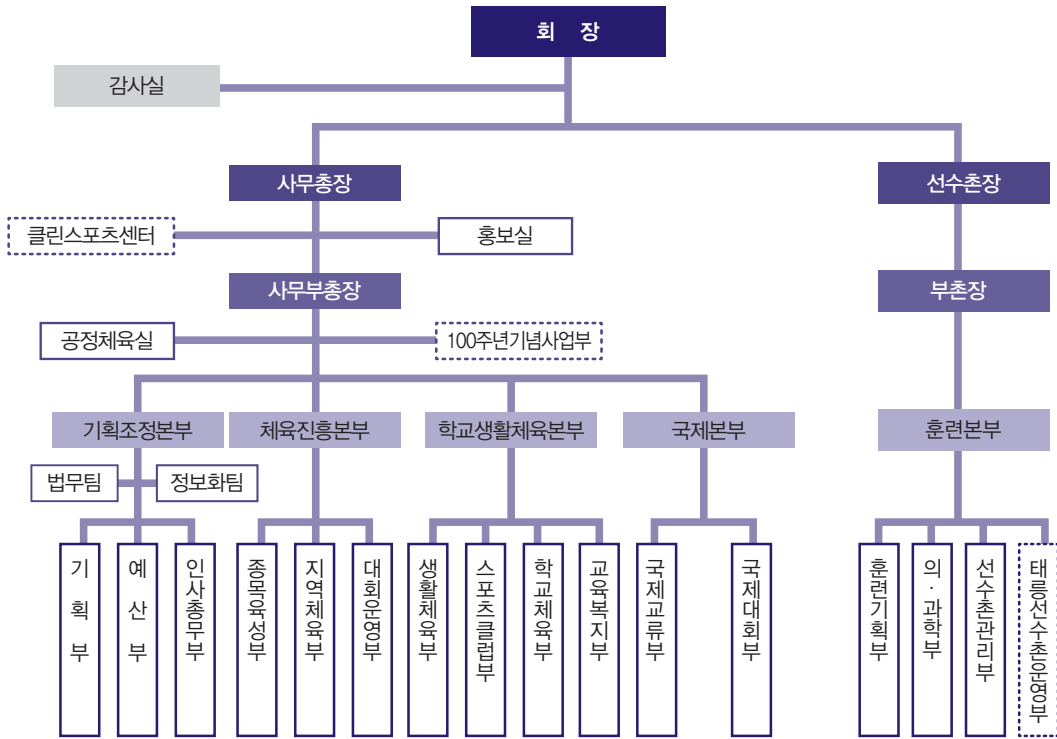 회 장
감사실
사무총장
선수촌장
클린스포츠센터
홍보실
사무부총장
부촌장
공정체육실
100주년기념사업부
기획조정본부
체육진흥본부
학교생활체육본부
국제본부
훈련본부
법무팀
정보화팀
기 획 부
예 산 부
인사총무부
종목육성부
지역체육부
대회운영부
생활체육부
스포츠클럽부
학교체육부
교육복지부
국제교류부
국제대회부
훈련기획부
의·과학부
선수촌관리부
태릉선수촌운영부